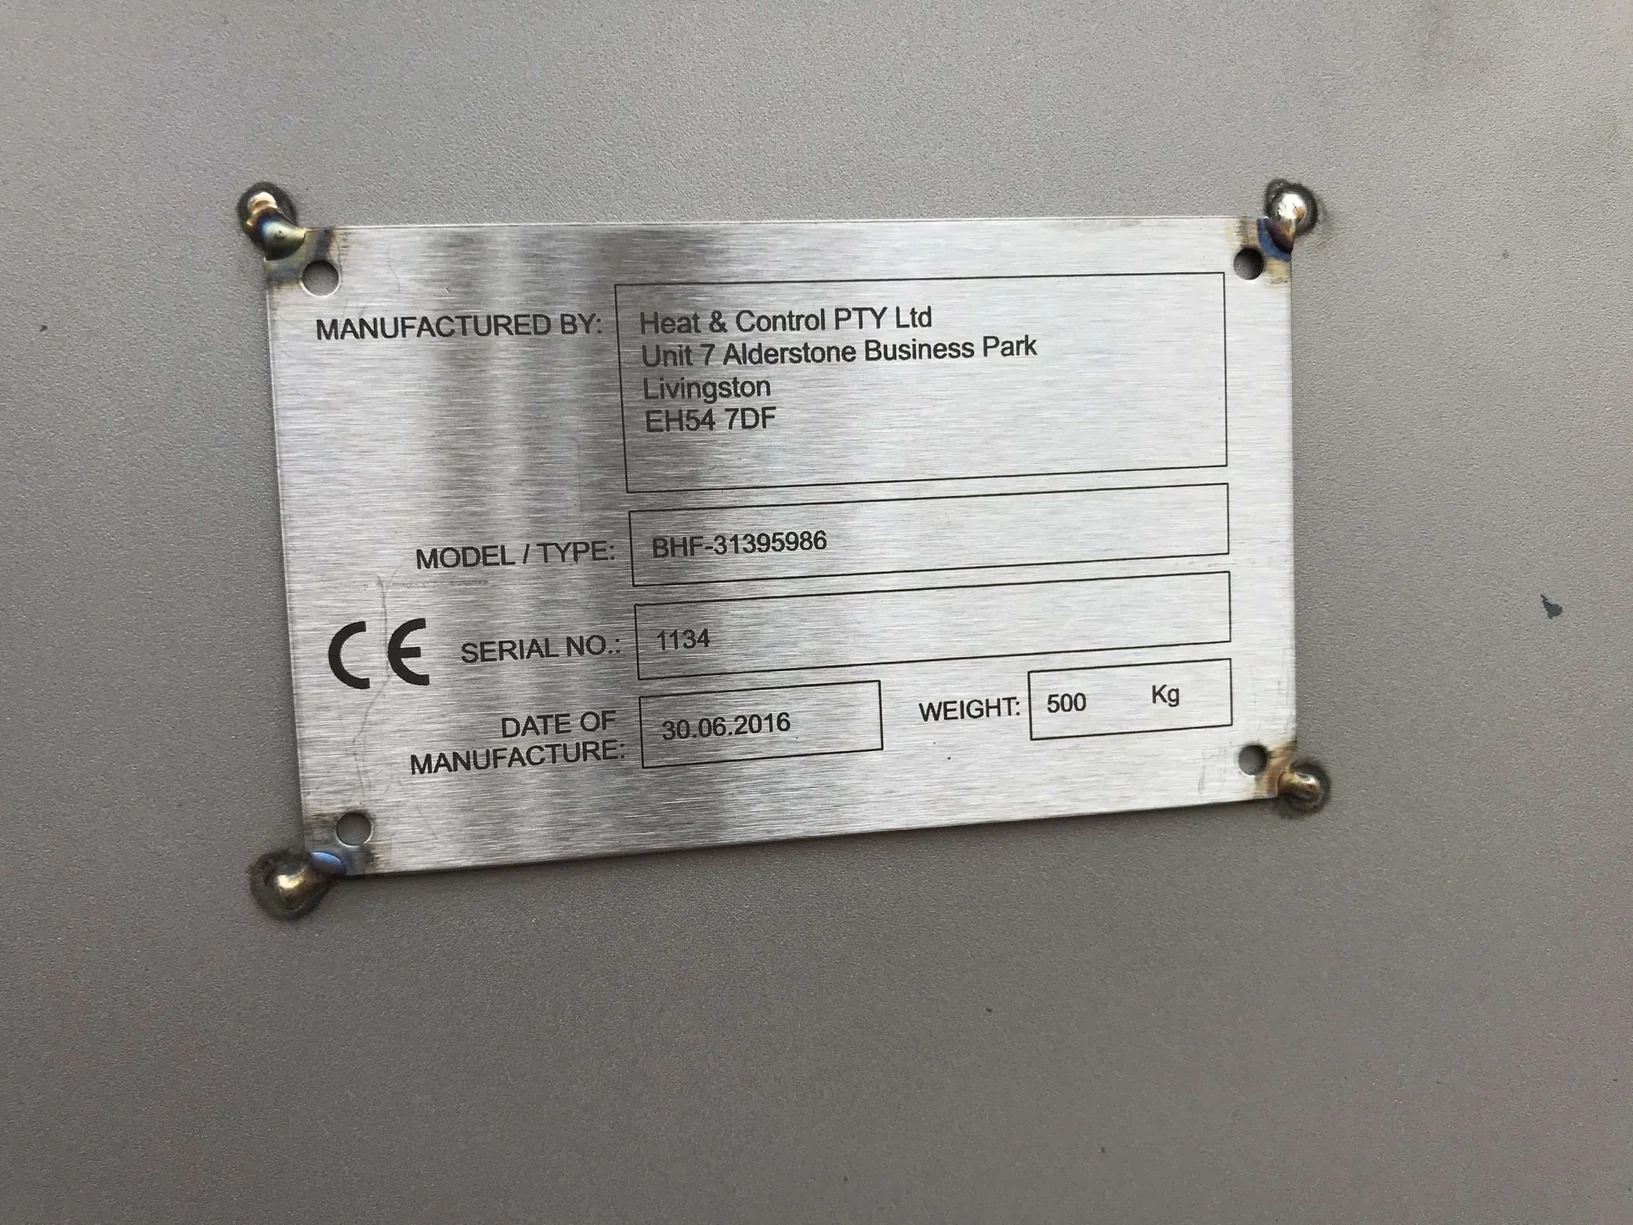 MANUFACTURED BY: Heat & Control PTY Ltd
Unit 7 Alderstone Business Park
Livingston
EH54 7DF
MODEL / TYPE: BHF-31395986
CE SERIAL NO.: 1134
DATE OF
MANUFACTURE: 30.06.2016 WEIGHT: 500 Kg